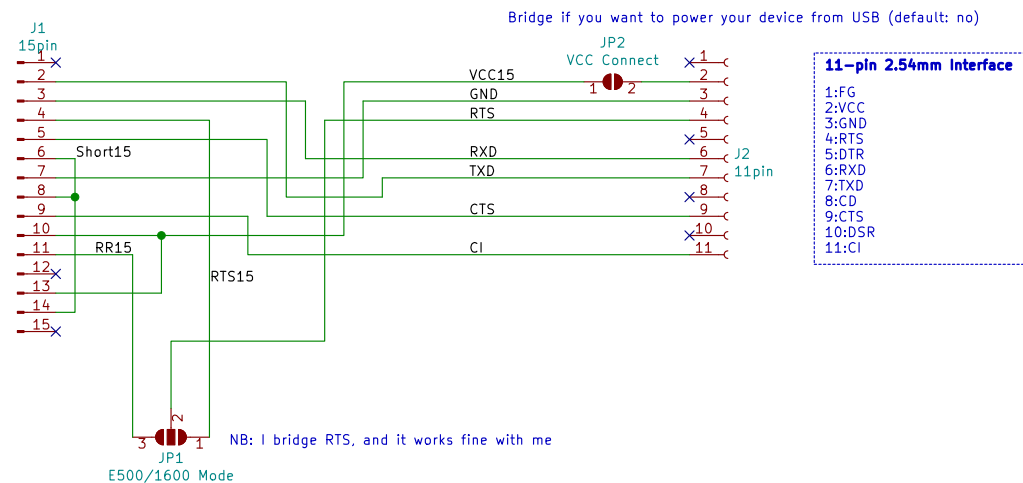 Bridge if you want to power your device from USB (default: no)
J1
15pin
1
2
3
4
5
6
7
8
9
10
11
12
13
14
15
Short15
RR15
RTS15
VCC15
GND
RTS
RXD
TXD
CTS
CI
JP2
VCC Connect
1
2
1
2
3
4
5
6
7
8
9
10
11
J2
11pin
11-pin 2.54mm Interface
1:FG
2:VCC
3:GND
4:RTS
5:DTR
6:RXD
7:TXD
8:CD
9:CTS
10:DSR
11:CI
2
3
1
JP1
E500/1600 Mode
NB: I bridge RTS, and it works fine with me